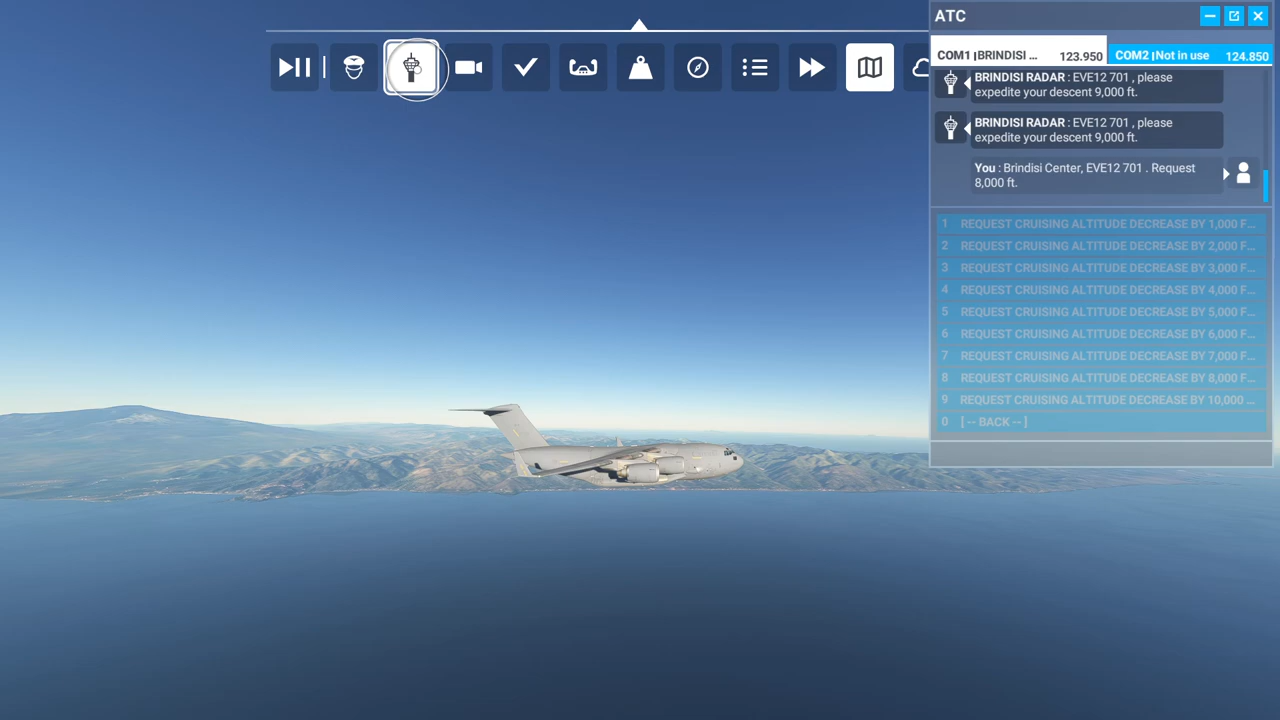 ATC
COM1 |BRINDISI ... 123.950
COM2 |Not in use 124.850
BRINDISI RADAR : EVE12 701 , please
expedite your descent 9,000 ft.
BRINDISI RADAR : EVE12 701 , please
expedite your descent 9,000 ft.
You : Brindisi Center, EVE12 701 . Request
8,000 ft.
1 REQUEST CRUISING ALTITUDE DECREASE BY 1,000 F...
2 REQUEST CRUISING ALTITUDE DECREASE BY 2,000 F...
3 REQUEST CRUISING ALTITUDE DECREASE BY 3,000 F...
4 REQUEST CRUISING ALTITUDE DECREASE BY 4,000 F...
5 REQUEST CRUISING ALTITUDE DECREASE BY 5,000 F...
6 REQUEST CRUISING ALTITUDE DECREASE BY 6,000 F...
7 REQUEST CRUISING ALTITUDE DECREASE BY 7,000 F...
8 REQUEST CRUISING ALTITUDE DECREASE BY 8,000 F...
9 REQUEST CRUISING ALTITUDE DECREASE BY 10,000 ...
0 [ -- BACK -- ]